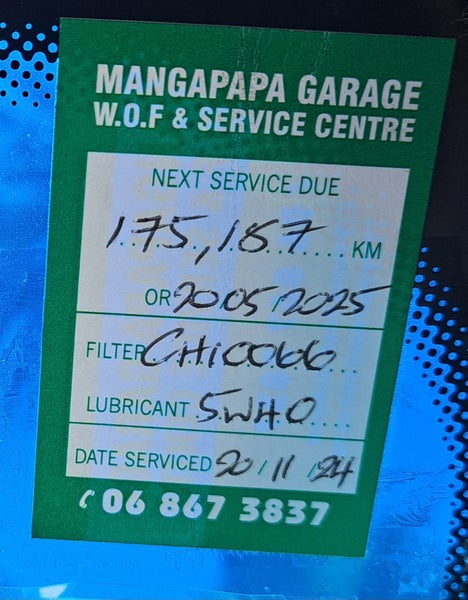 MANGAPAPA GARAGE
W.O.F & SERVICE CENTRE
NEXT SERVICE DUE
175,187 KM
OR 20/05/2025
FILTER CHI0066
LUBRICANT 5W40
DATE SERVICED 20/11/24
06 867 3837